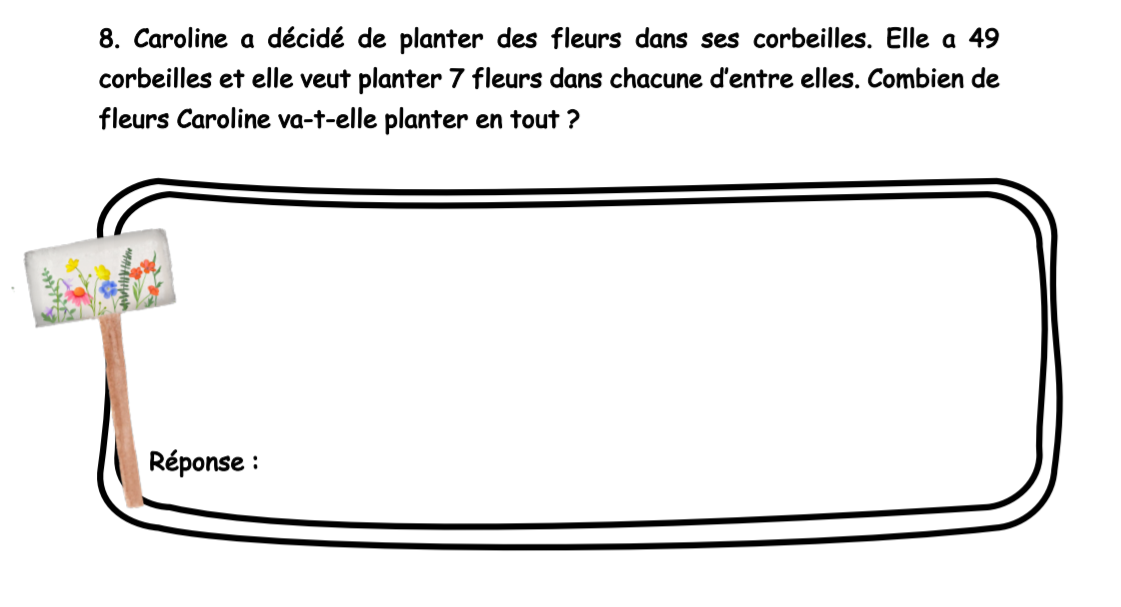 8. Caroline a décidé de planter des fleurs dans ses corbeilles. Elle a 49
corbeilles et elle veut planter 7 fleurs dans chacune d'entre elles. Combien de
fleurs Caroline va-t-elle planter en tout ?
Réponse :